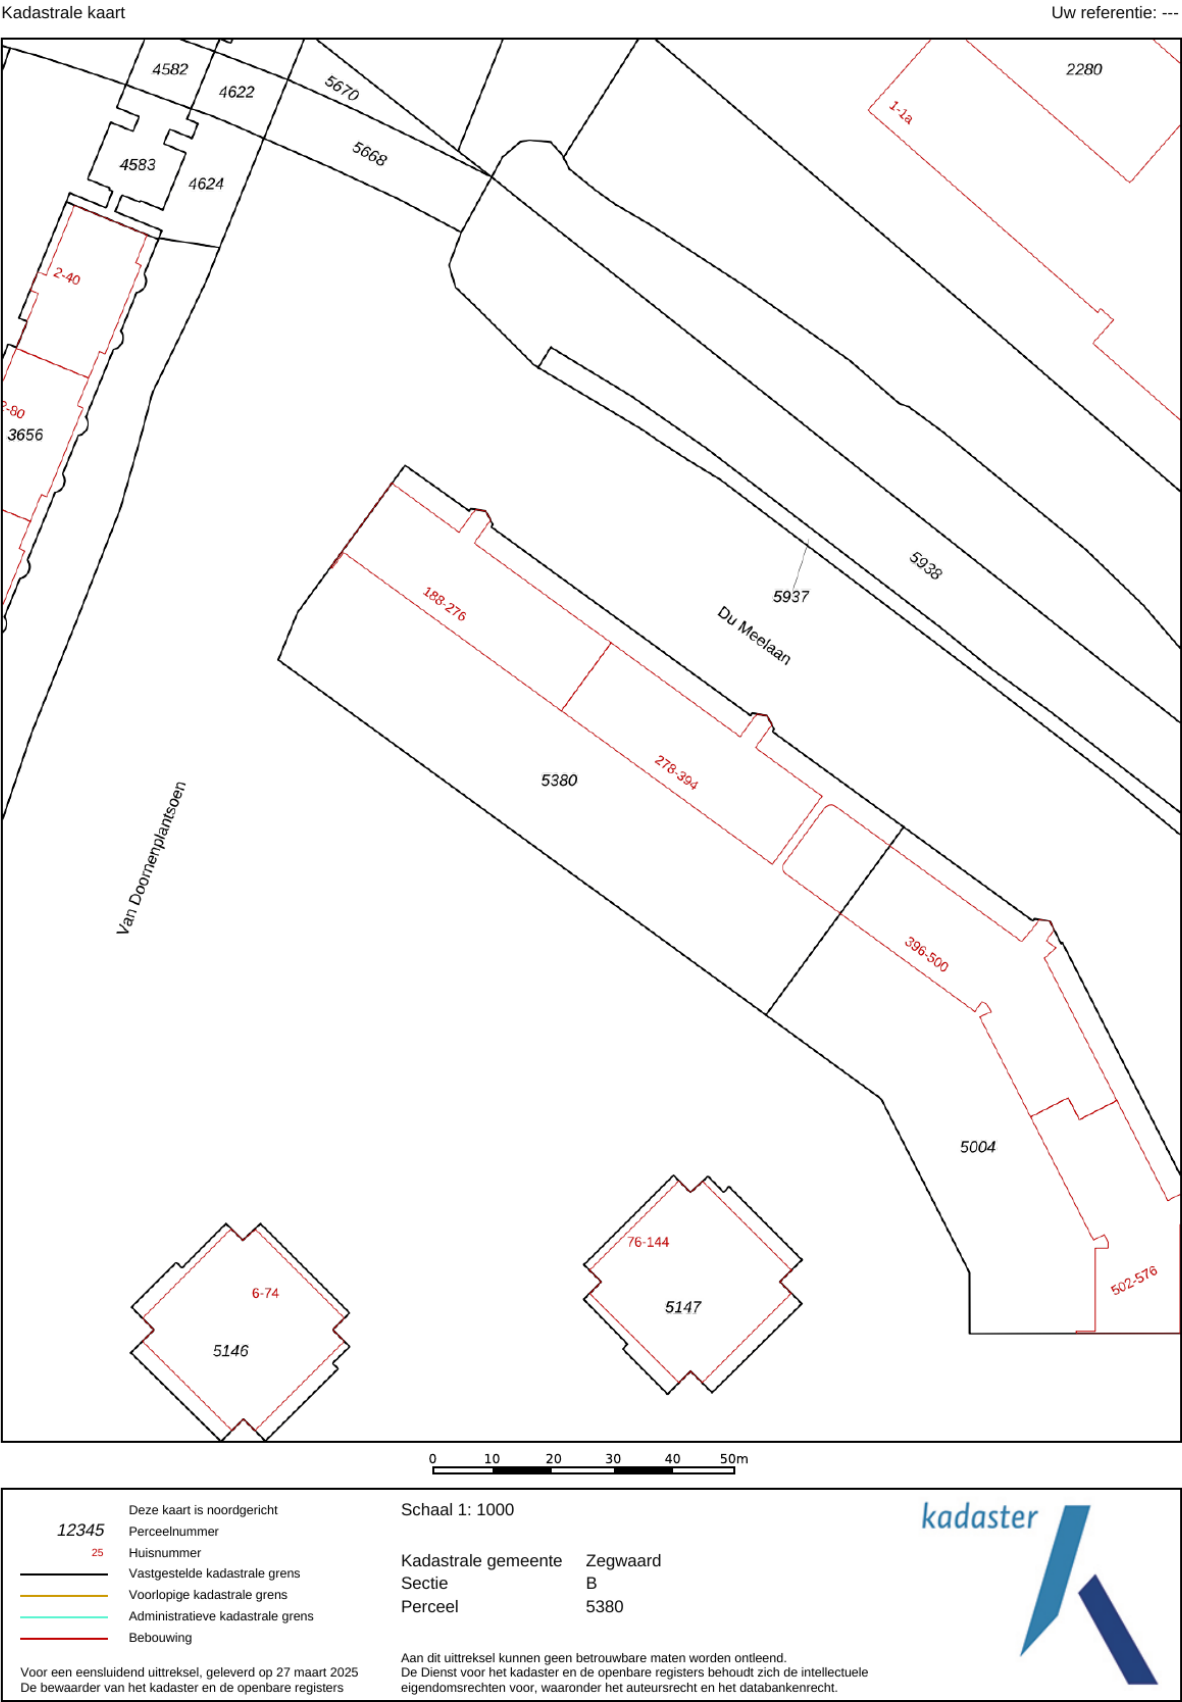 Kadastrale kaart
Uw referentie: ---
4582
4622
5670
2280
1-1a
5668
4583
4624
2-40
2-80
3656
5938
5937
188-276
Du Meelaan
278-394
5380
Van Doornenplantsoen
396-500
5004
76-144
6-74
502-576
5147
5146
0 10 20 30 40 50m
Deze kaart is noordgericht
12345 Perceelnummer
25 Huisnummer
Vastgestelde kadastrale grens
Voorlopige kadastrale grens
Administratieve kadastrale grens
Bebouwing
Voor een eensluidend uittreksel, geleverd op 27 maart 2025
De bewaarder van het kadaster en de openbare registers
Schaal 1: 1000
Kadastrale gemeente Zegwaard
Sectie B
Perceel 5380
Aan dit uittreksel kunnen geen betrouwbare maten worden ontleend.
De Dienst voor het kadaster en de openbare registers behoudt zich de intellectuele
eigendomsrechten voor, waaronder het auteursrecht en het databankenrecht.
kadaster